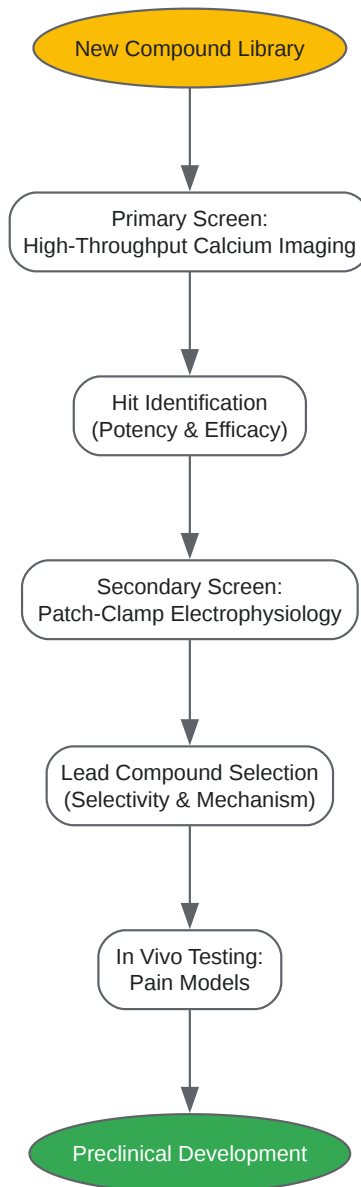 New Compound Library
Primary Screen:
High-Throughput Calcium Imaging
Hit Identification
(Potency & Efficacy)
Secondary Screen:
Patch-Clamp Electrophysiology
Lead Compound Selection
(Selectivity & Mechanism)
In Vivo Testing:
Pain Models
Preclinical Development